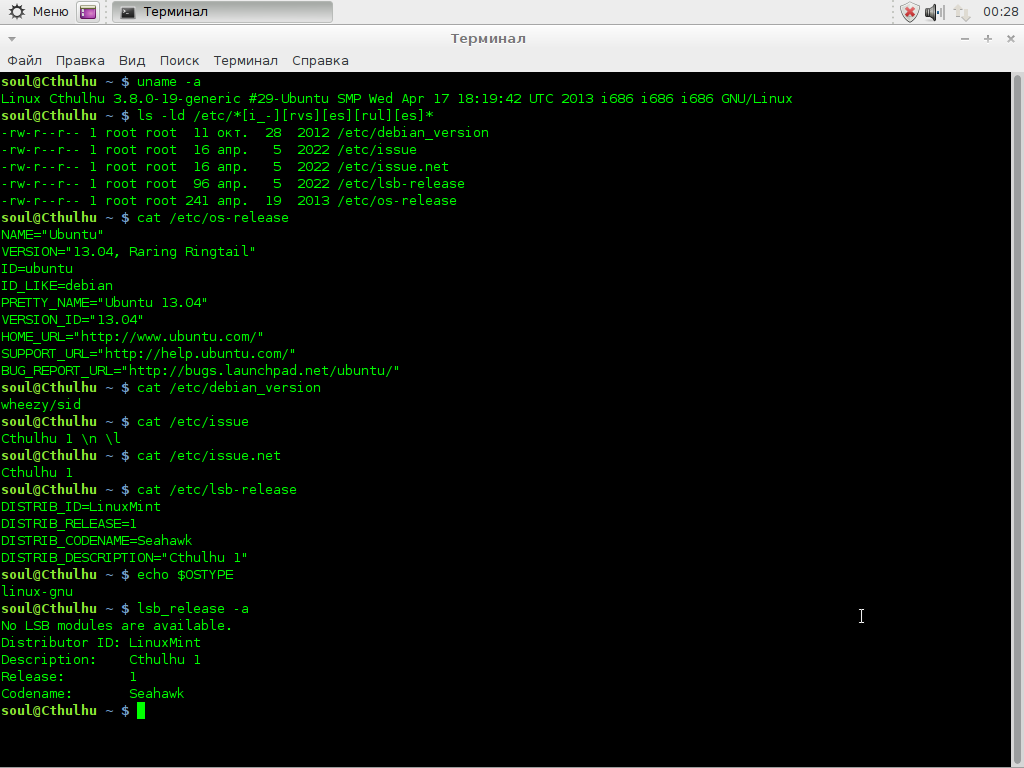 Меню Терминал 00:28
Терминал
Файл Правка Вид Поиск Терминал Справка
soul@Cthulhu ~ $ uname -a
Linux Cthulhu 3.8.0-19-generic #29-Ubuntu SMP Wed Apr 17 18:19:42 UTC 2013 i686 i686 i686 GNU/Linux
soul@Cthulhu ~ $ ls -ld /etc/*[i_-][rvs][es][rul][es]*
-rw-r--r-- 1 root root  11 окт.  28  2012 /etc/debian_version
-rw-r--r-- 1 root root  16 апр.   5  2022 /etc/issue
-rw-r--r-- 1 root root  16 апр.   5  2022 /etc/issue.net
-rw-r--r-- 1 root root  96 апр.   5  2022 /etc/lsb-release
-rw-r--r-- 1 root root 241 апр.  19  2013 /etc/os-release
soul@Cthulhu ~ $ cat /etc/os-release
NAME="Ubuntu"
VERSION="13.04, Raring Ringtail"
ID=ubuntu
ID_LIKE=debian
PRETTY_NAME="Ubuntu 13.04"
VERSION_ID="13.04"
HOME_URL="http://www.ubuntu.com/"
SUPPORT_URL="http://help.ubuntu.com/"
BUG_REPORT_URL="http://bugs.launchpad.net/ubuntu/"
soul@Cthulhu ~ $ cat /etc/debian_version
wheezy/sid
soul@Cthulhu ~ $ cat /etc/issue
Cthulhu 1 \n \l
soul@Cthulhu ~ $ cat /etc/issue.net
Cthulhu 1
soul@Cthulhu ~ $ cat /etc/lsb-release
DISTRIB_ID=LinuxMint
DISTRIB_RELEASE=1
DISTRIB_CODENAME=Seahawk
DISTRIB_DESCRIPTION="Cthulhu 1"
soul@Cthulhu ~ $ echo $OSTYPE
linux-gnu
soul@Cthulhu ~ $ lsb_release -a
No LSB modules are available.
Distributor ID: LinuxMint
Description:    Cthulhu 1
Release:        1
Codename:       Seahawk
soul@Cthulhu ~ $